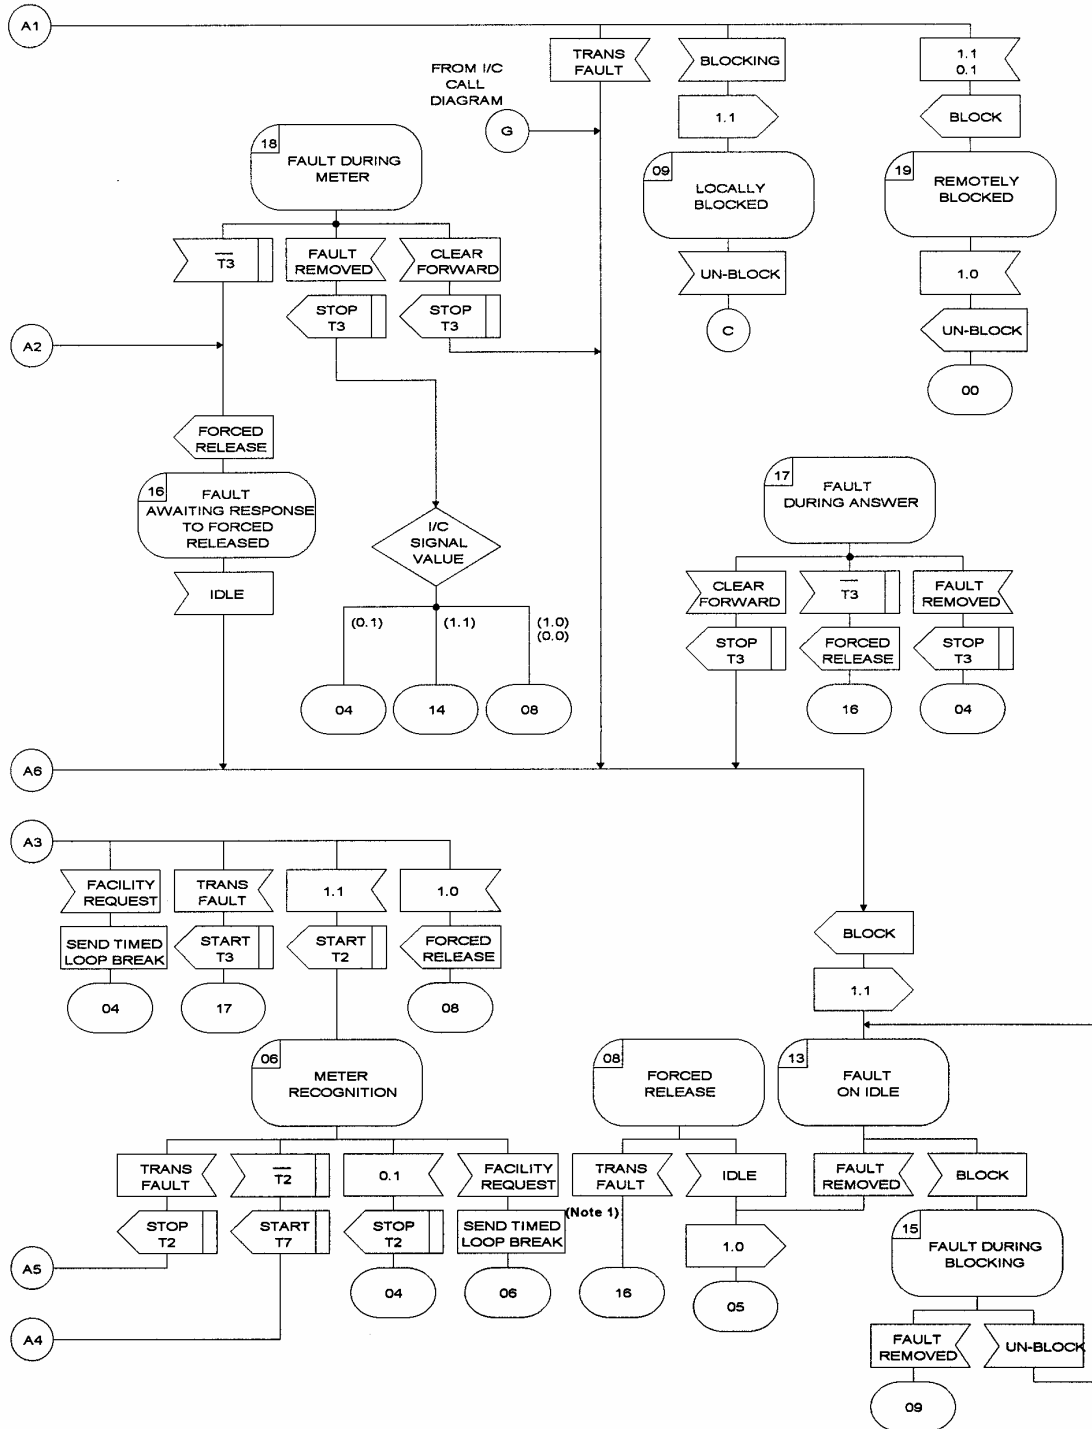 A1
TRANS
FAULT
BLOCKING
1.1
0.1
FROM I/C
CALL
DIAGRAM
G
1.1
BLOCK
18
FAULT DURING
METER
09
LOCALLY
BLOCKED
19
REMOTELY
BLOCKED
T3
FAULT
REMOVED
CLEAR
FORWARD
UN-BLOCK
1.0
STOP
T3
STOP
T3
A2
C
UN-BLOCK
00
FORCED
RELEASE
16
FAULT
AWAITING RESPONSE
TO FORCED
RELEASED
17
FAULT
DURING ANSWER
I/C
SIGNAL
VALUE
IDLE
CLEAR
FORWARD
T3
FAULT
REMOVED
(0.1)
(1.1)
(1.0)
(0.0)
STOP
T3
FORCED
RELEASE
STOP
T3
04
14
08
16
04
A6
A3
FACILITY
REQUEST
TRANS
FAULT
1.1
1.0
SEND TIMED
LOOP BREAK
START
T3
START
T2
FORCED
RELEASE
BLOCK
04
17
08
1.1
06
METER
RECOGNITION
08
FORCED
RELEASE
13
FAULT
ON IDLE
TRANS
FAULT
T2
0.1
FACILITY
REQUEST
TRANS
FAULT
IDLE
FAULT
REMOVED
BLOCK
(Note 1)
STOP
T2
START
T7
STOP
T2
SEND TIMED
LOOP BREAK
1.0
15
FAULT DURING
BLOCKING
A5
04
06
16
05
A4
FAULT
REMOVED
UN-BLOCK
09